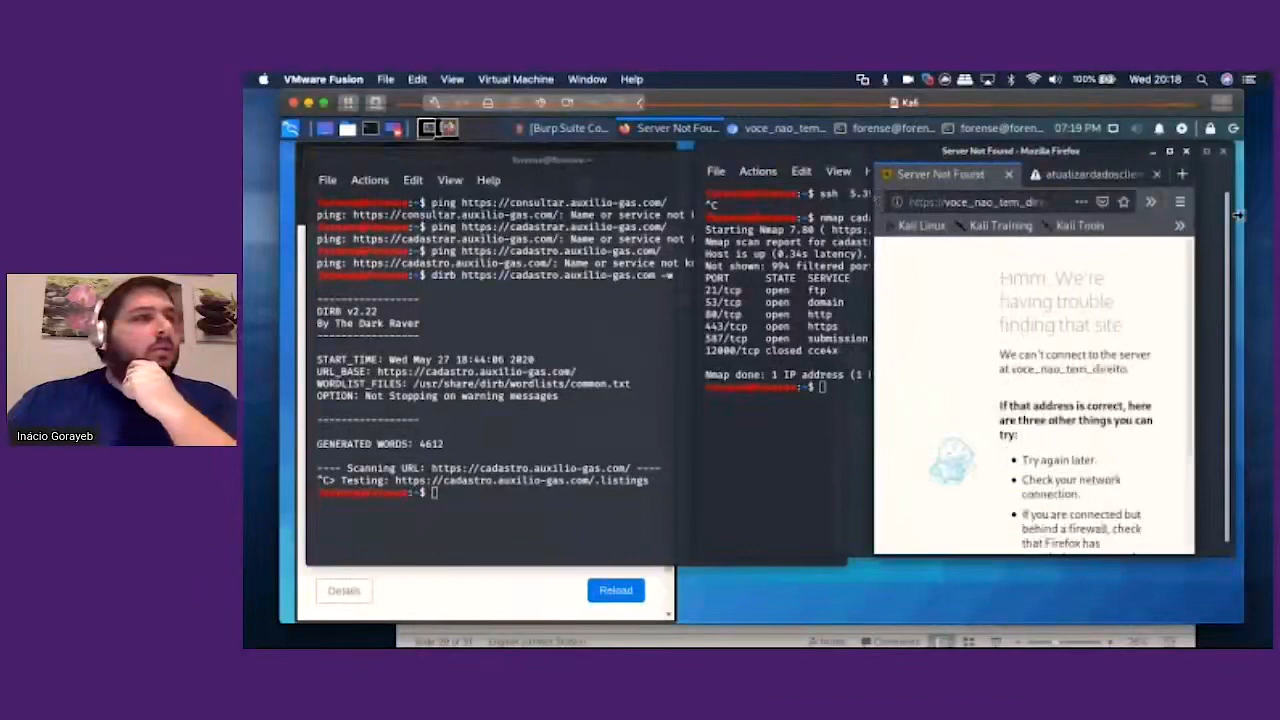 VMware Fusion File Edit View Virtual Machine Window Help 100% Wed 20:18
Kali
[Burp Suite Co... Server Not Fou... voce_nao_tem_... forense@foren... forense@foren... 07:19 PM
File Actions Edit View Help
:~$ ping https://consultar.auxilio-gas.com/
ping: https://consultar.auxilio-gas.com/: Name or service not k
:~$ ping https://cadastrar.auxilio-gas.com/
ping: https://cadastrar.auxilio-gas.com/: Name or service not k
:~$ ping https://cadastro.auxilio-gas.com/
ping: https://cadastro.auxilio-gas.com/: Name or service not k
:~$ dirb https://cadastro.auxilio-gas.com -w
-----------------
DIRB v2.22
By The Dark Raver
-----------------
START_TIME: Wed May 27 18:44:06 2020
URL_BASE: https://cadastro.auxilio-gas.com/
WORDLIST_FILES: /usr/share/dirb/wordlists/common.txt
OPTION: Not Stopping on warning messages
-----------------
GENERATED WORDS: 4612
---- Scanning URL: https://cadastro.auxilio-gas.com/ ----
^C> Testing: https://cadastro.auxilio-gas.com/.listings
:~$
Details
Reload
File Actions Edit View
:~$ ssh 5.3
^C
:~$ nmap cad
Starting Nmap 7.80 ( https:
Nmap scan report for cadast
Host is up (0.34s latency).
Not shown: 994 filtered por
PORT STATE SERVICE
21/tcp open ftp
53/tcp open domain
80/tcp open http
443/tcp open https
587/tcp open submission
12000/tcp closed cce4x
Nmap done: 1 IP address (1
:~$
Server Not Found - Mozilla Firefox
Server Not Found
atualizardadosclien
https://voce_nao_tem_dire
Kali Linux Kali Training Kali Tools
Hmm. We're
having trouble
finding that site
We can't connect to the server
at voce_nao_tem_direito.
If that address is correct, here
are three other things you can
try:
Try again later.
Check your network
connection.
If you are connected but
behind a firewall, check
that Firefox has
Inácio Gorayeb